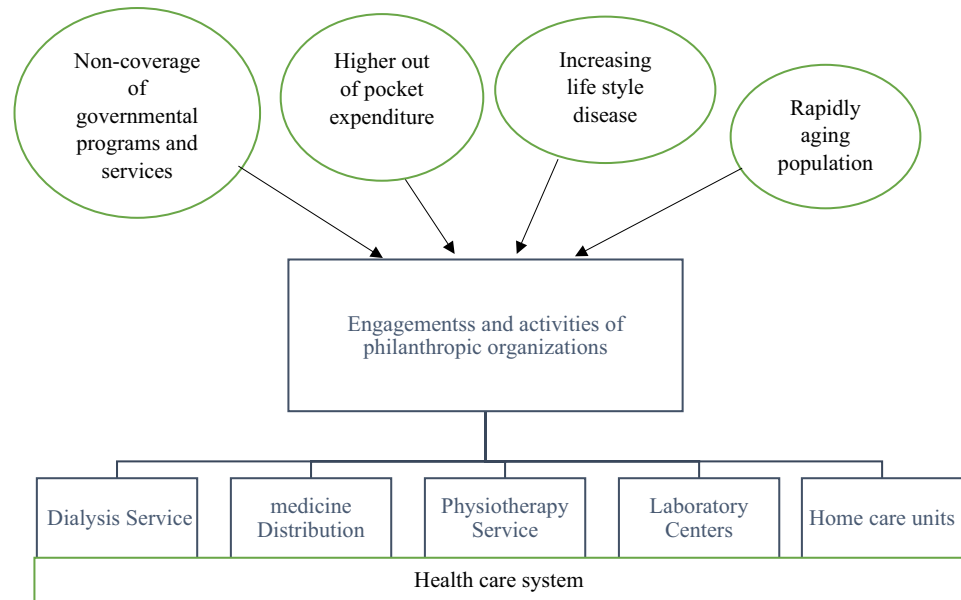 Non-coverage
of
governmental
programs and
services
Higher out
of pocket
expenditure
Increasing
life style
disease
Rapidly
aging
population
Engagementss and activities of
philanthropic organizations
Dialysis Service
medicine
Distribution
Physiotherapy
Service
Laboratory
Centers
Home care units
Health care system